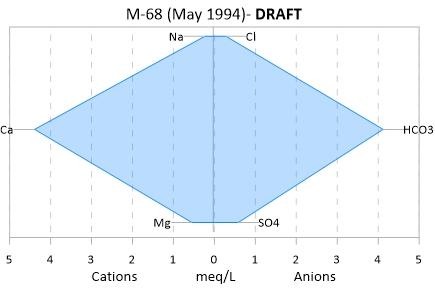 M-68 (May 1994)- DRAFT
Na Cl
Ca HCO3
Mg SO4
5 4 3 2 1 0 1 2 3 4 5
Cations meq/L Anions